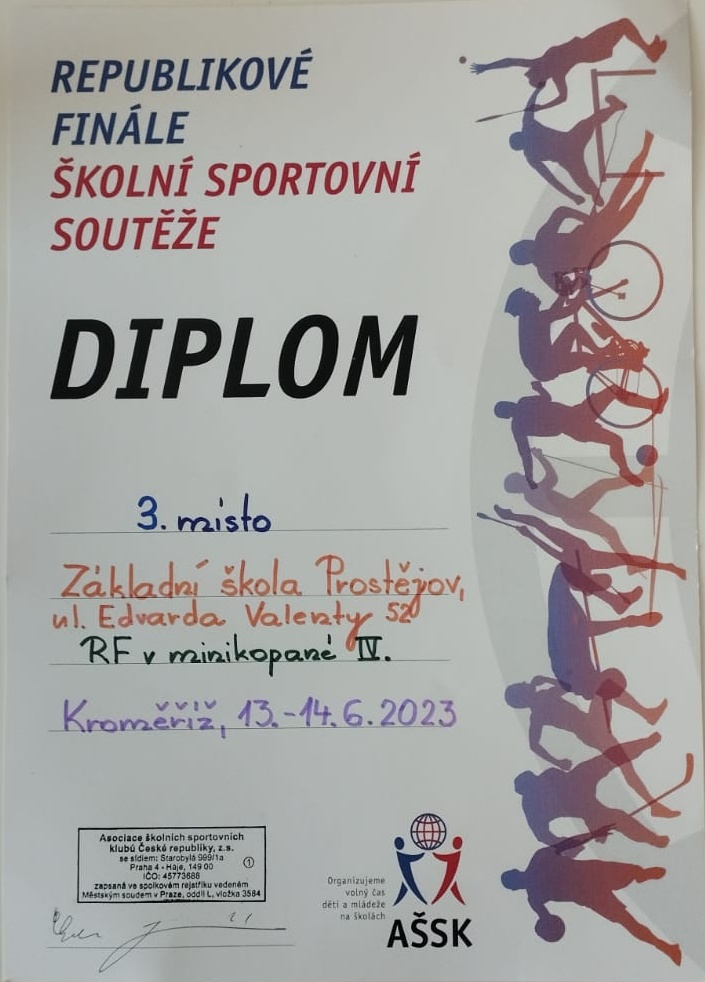 REPUBLIKOVÉ
FINÁLE
ŠKOLNÍ SPORTOVNÍ
SOUTĚŽE
DIPLOM
3. místo
Základní škola Prostějov,
ul. Edvarda Valenty 52
RF v minikopané IV.
Kroměříž, 13.-14.6.2023
Asociace školních sportovních
klubů České republiky, z.s.
se sídlem: Starobylá 999/1a
Praha 4 - Háje, 149 00
IČO: 45773688
zapsaná ve spolkovém rejstříku vedeném
Městským soudem v Praze, oddíl L, vložka 3584
1
Organizujeme
volný čas
dětí a mládeže
na školách
AŠSK